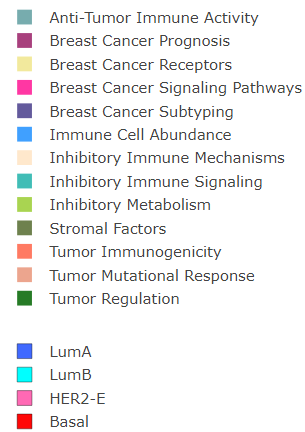 Anti-Tumor Immune Activity
Breast Cancer Prognosis
Breast Cancer Receptors
Breast Cancer Signaling Pathways
Breast Cancer Subtyping
Immune Cell Abundance
Inhibitory Immune Mechanisms
Inhibitory Immune Signaling
Inhibitory Metabolism
Stromal Factors
Tumor Immunogenicity
Tumor Mutational Response
Tumor Regulation
LumA
LumB
HER2-E
Basal